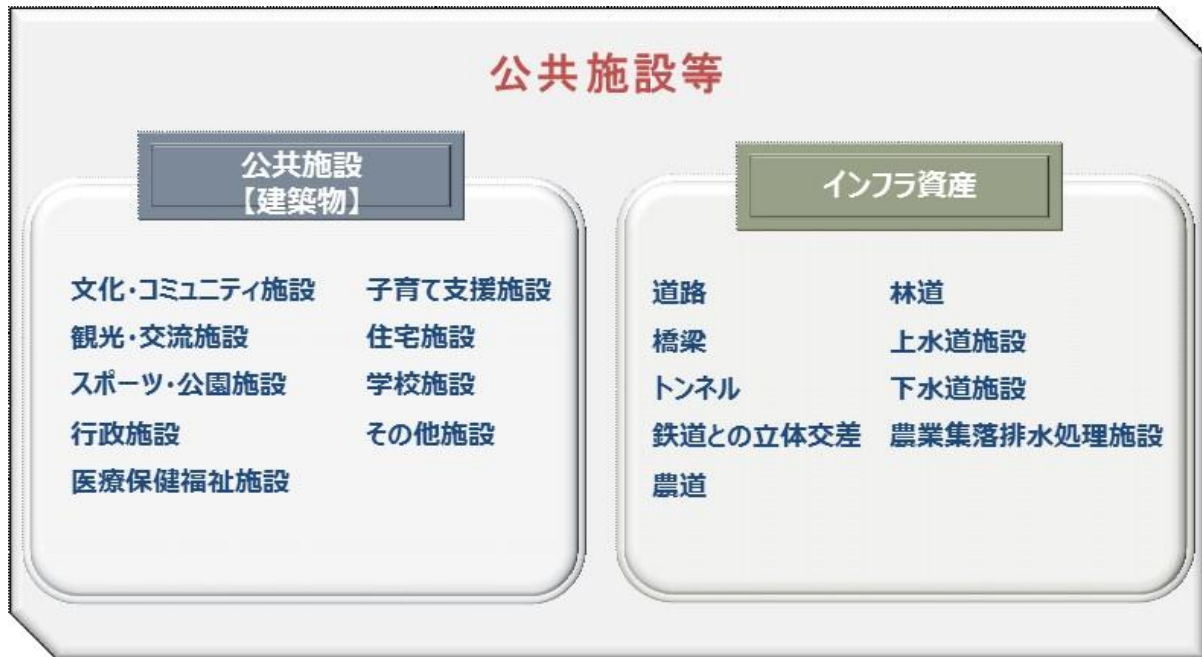 公共施設等
公共施設
【建築物】
文化・コミュニティ施設
観光・交流施設
スポーツ・公園施設
行政施設
医療保健福祉施設
子育て支援施設
住宅施設
学校施設
その他施設
インフラ資産
道路
橋梁
トンネル
鉄道との立体交差
農道
林道
上水道施設
下水道施設
農業集落排水処理施設